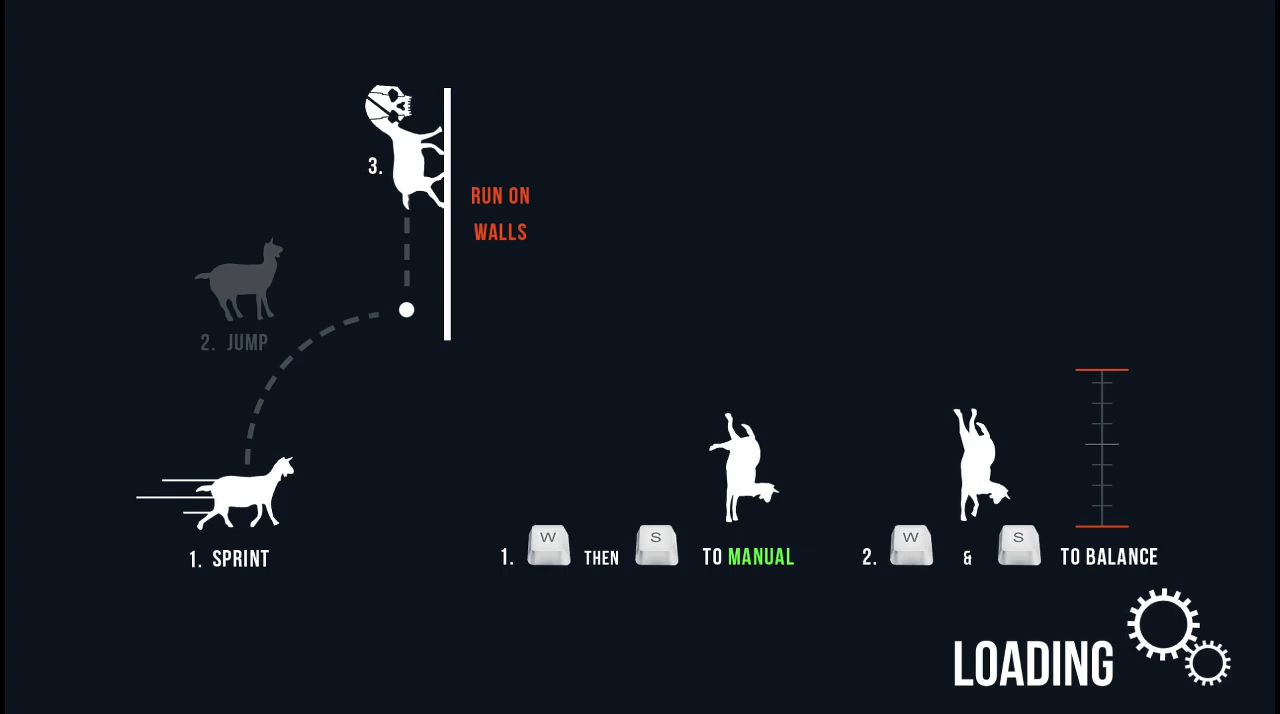 3.
RUN ON
WALLS
2. JUMP
1. SPRINT
1. W THEN S TO MANUAL
2. W & S TO BALANCE
LOADING